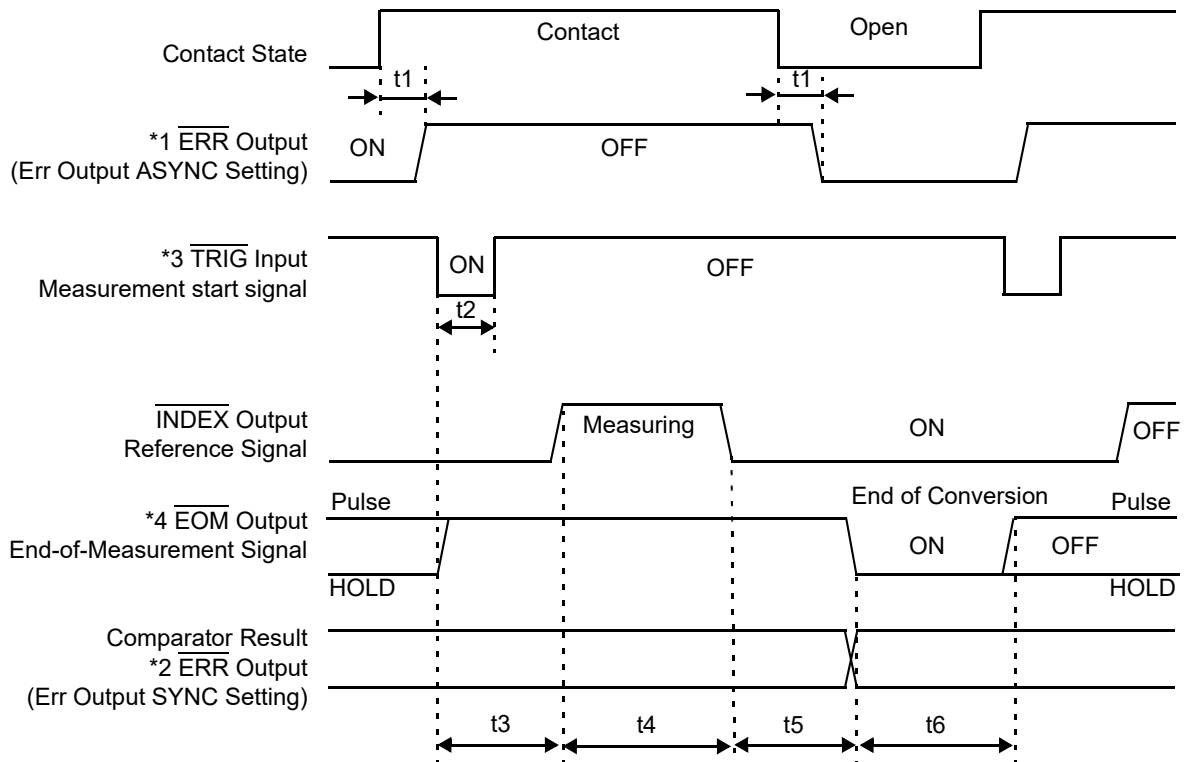 Contact State
Contact
Open
t1
t1
*1 ERR Output
(Err Output ASYNC Setting)
ON
OFF
*3 TRIG Input
Measurement start signal
ON
OFF
t2
INDEX Output
Reference Signal
Measuring
ON
OFF
*4 EOM Output
End-of-Measurement Signal
Pulse
HOLD
End of Conversion
ON
OFF
Pulse
HOLD
Comparator Result
*2 ERR Output
(Err Output SYNC Setting)
t3
t4
t5
t6